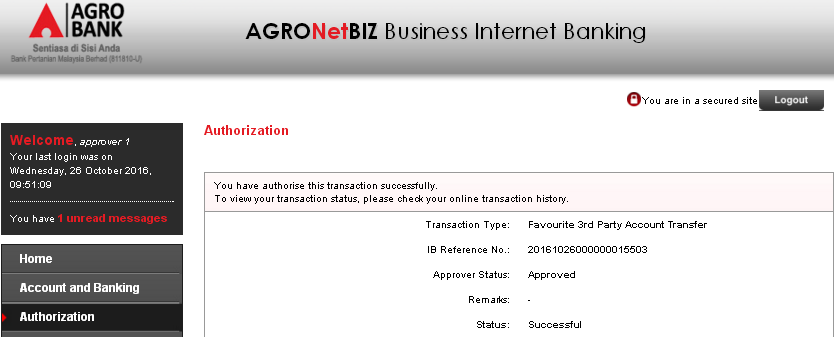 AGRO
BANK
Sentiasa di Sisi Anda
Bank Pertanian Malaysia Berhad (811810-U)
AGRONetBIZ Business Internet Banking
You are in a secured site
Logout
Welcome, approver 1
Your last login was on
Wednesday, 26 October 2016,
09:51:09
You have 1 unread messages
Home
Account and Banking
Authorization
Authorization
You have authorise this transaction successfully.
To view your transaction status, please check your online transaction history.
Transaction Type: Favourite 3rd Party Account Transfer
IB Reference No.: 20161026000000015503
Approver Status: Approved
Remarks: -
Status: Successful